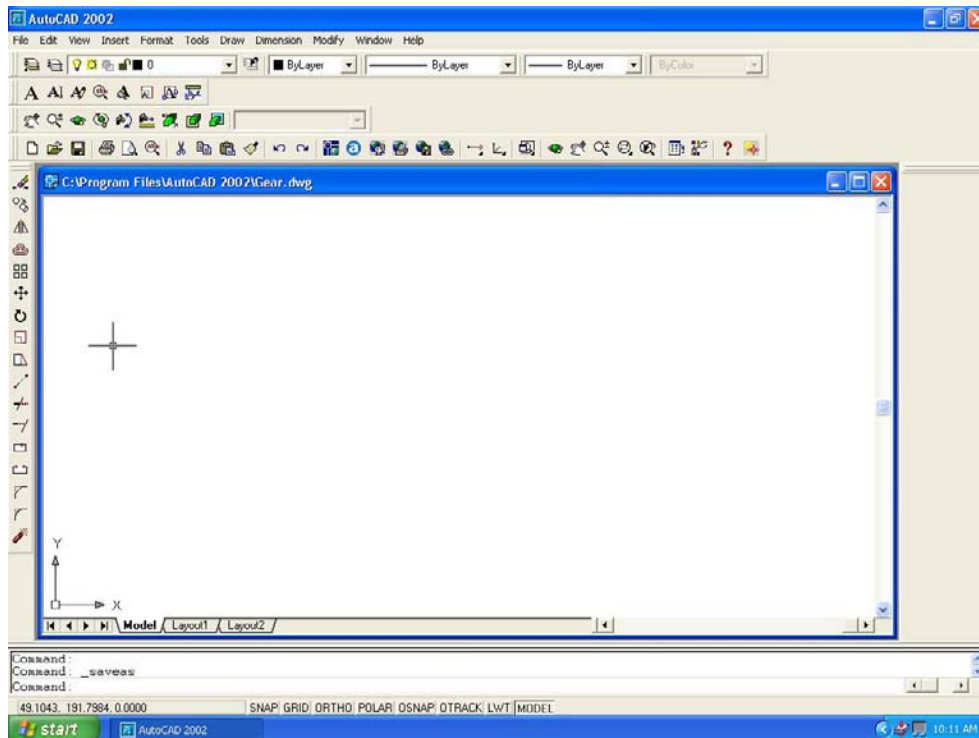 AutoCAD 2002
File Edit View Insert Format Tools Draw Dimension Modify Window Help
0 ByLayer ByLayer ByLayer ByColor
C:\Program Files\AutoCAD 2002\Gear.dwg
Y
X
Model Layout1 Layout2
Command:
Command: _saveas
Command:
49.1043, 191.7984, 0.0000 SNAP GRID ORTHO POLAR OSNAP OTRACK LWT MODEL
start AutoCAD 2002 10:11 AM